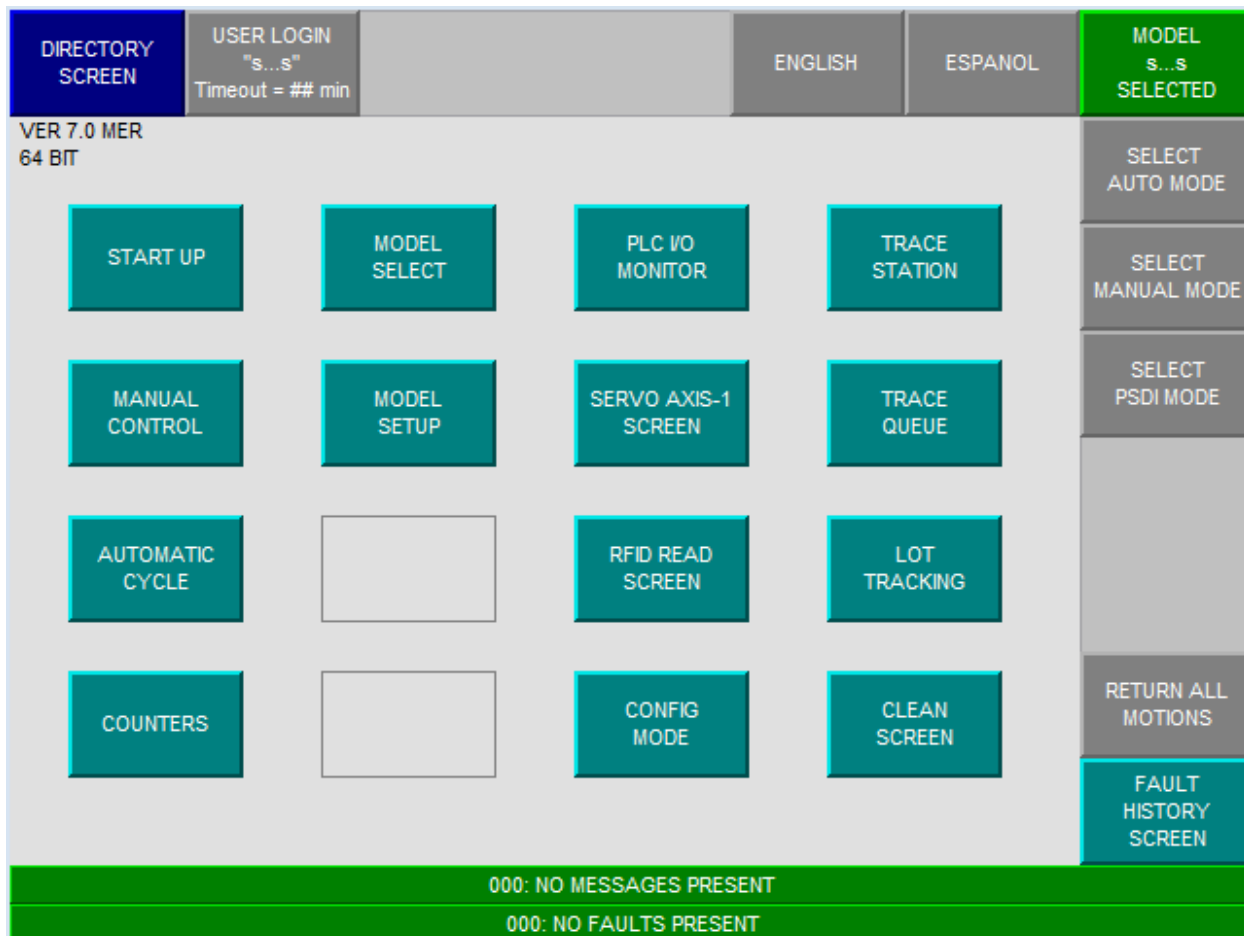 DIRECTORY
SCREEN
USER LOGIN
"s...s"
Timeout = ## min
ENGLISH
ESPANOL
MODEL
s...s
SELECTED
VER 7.0 MER
64 BIT
SELECT
AUTO MODE
START UP
MODEL
SELECT
PLC I/O
MONITOR
TRACE
STATION
SELECT
MANUAL MODE
MANUAL
CONTROL
MODEL
SETUP
SERVO AXIS-1
SCREEN
TRACE
QUEUE
SELECT
PSDI MODE
AUTOMATIC
CYCLE
RFID READ
SCREEN
LOT
TRACKING
COUNTERS
CONFIG
MODE
CLEAN
SCREEN
RETURN ALL
MOTIONS
FAULT
HISTORY
SCREEN
000: NO MESSAGES PRESENT
000: NO FAULTS PRESENT